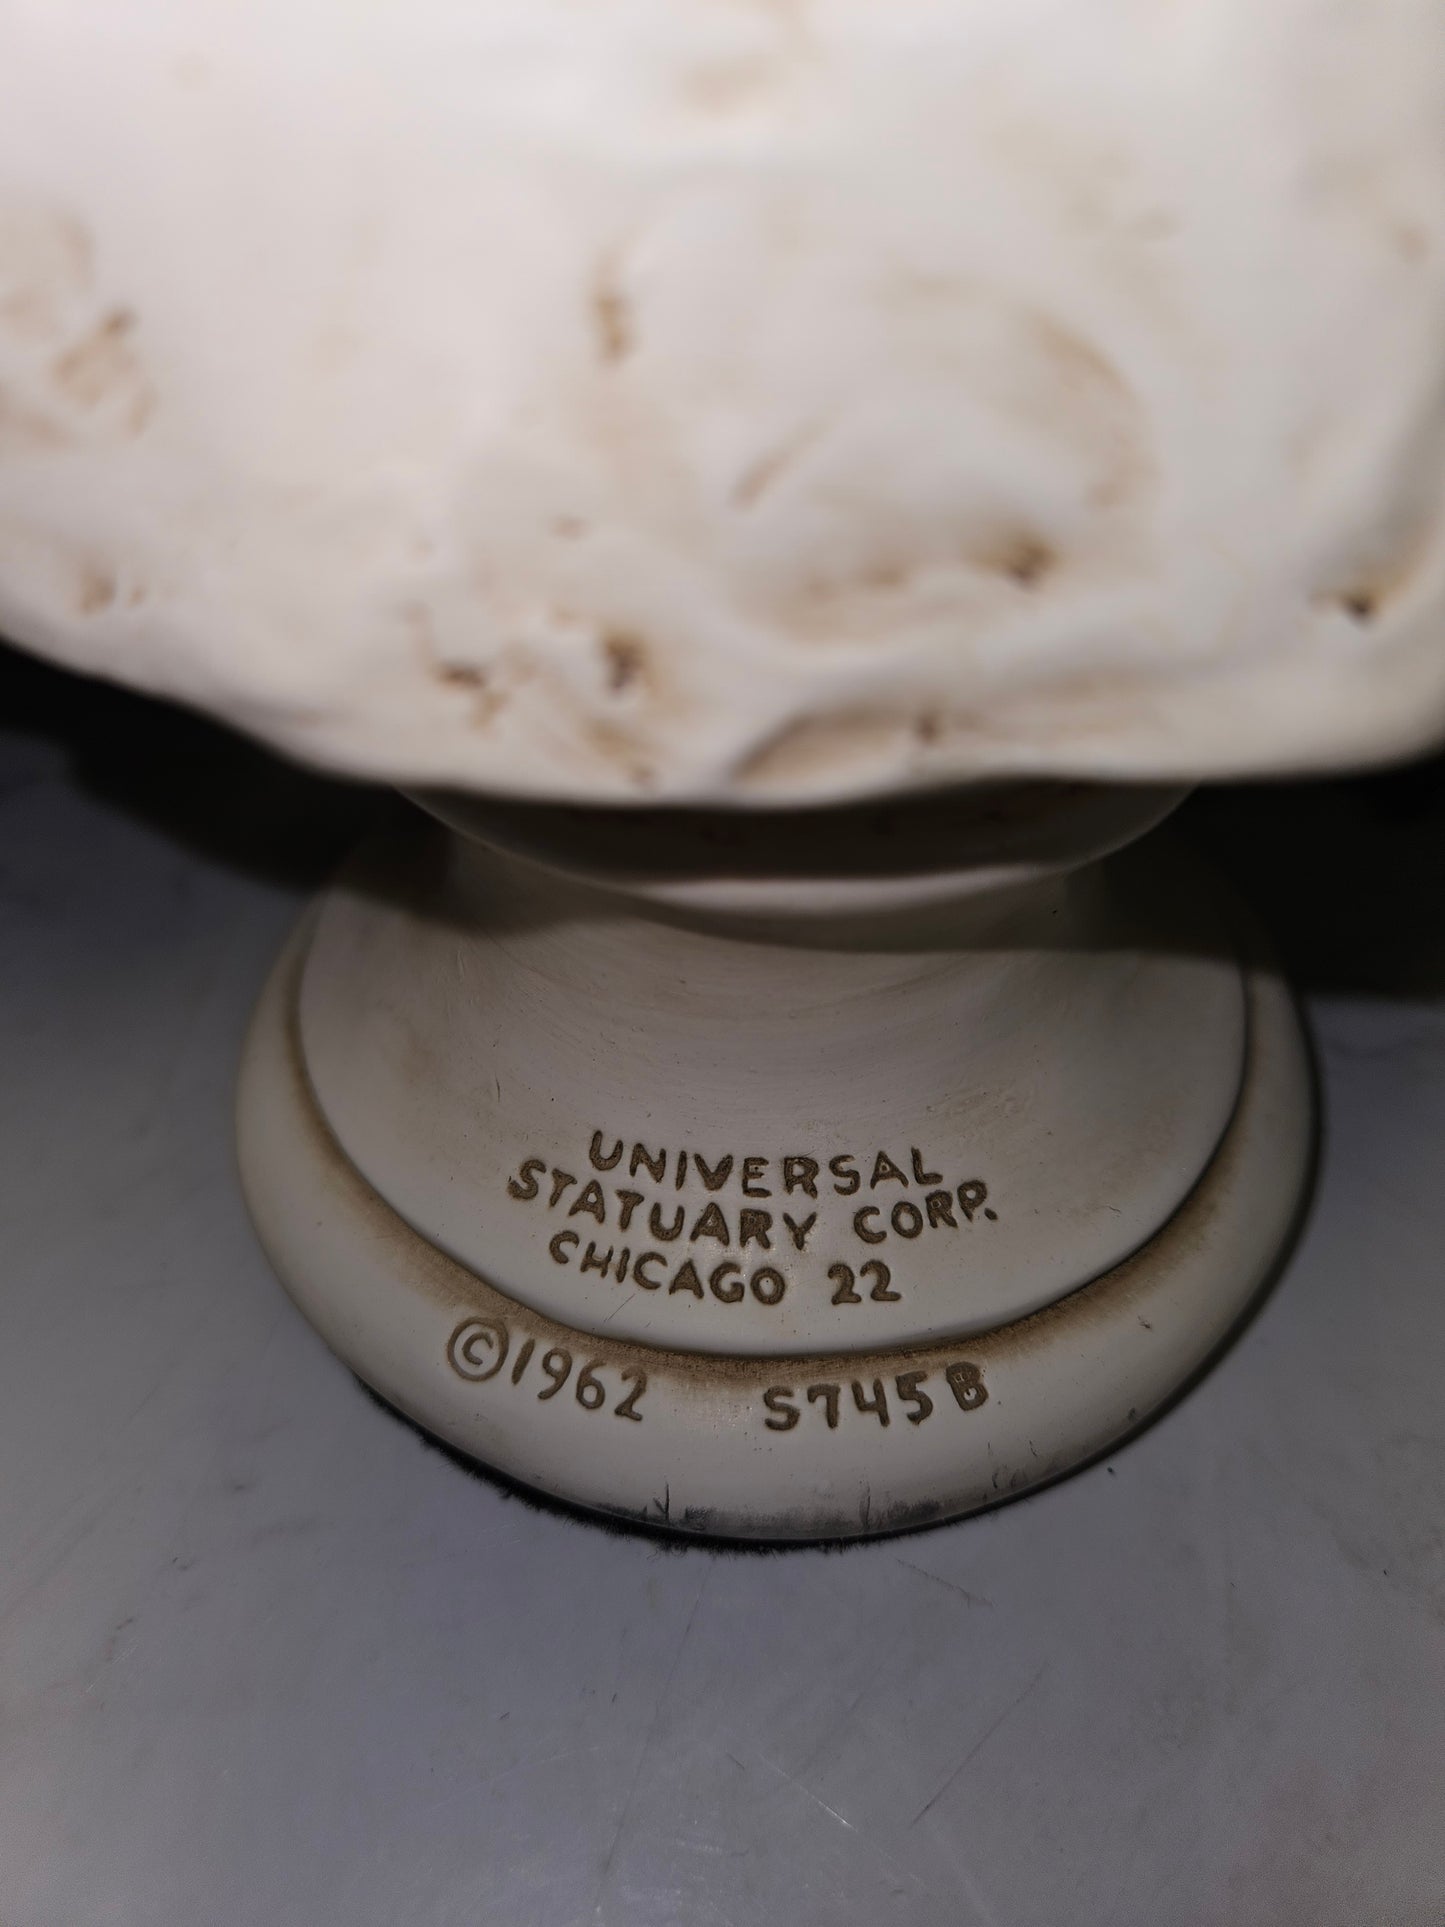 UNIVERSAL
STATUARY CORP.
CHICAGO 22
©1962 S745B